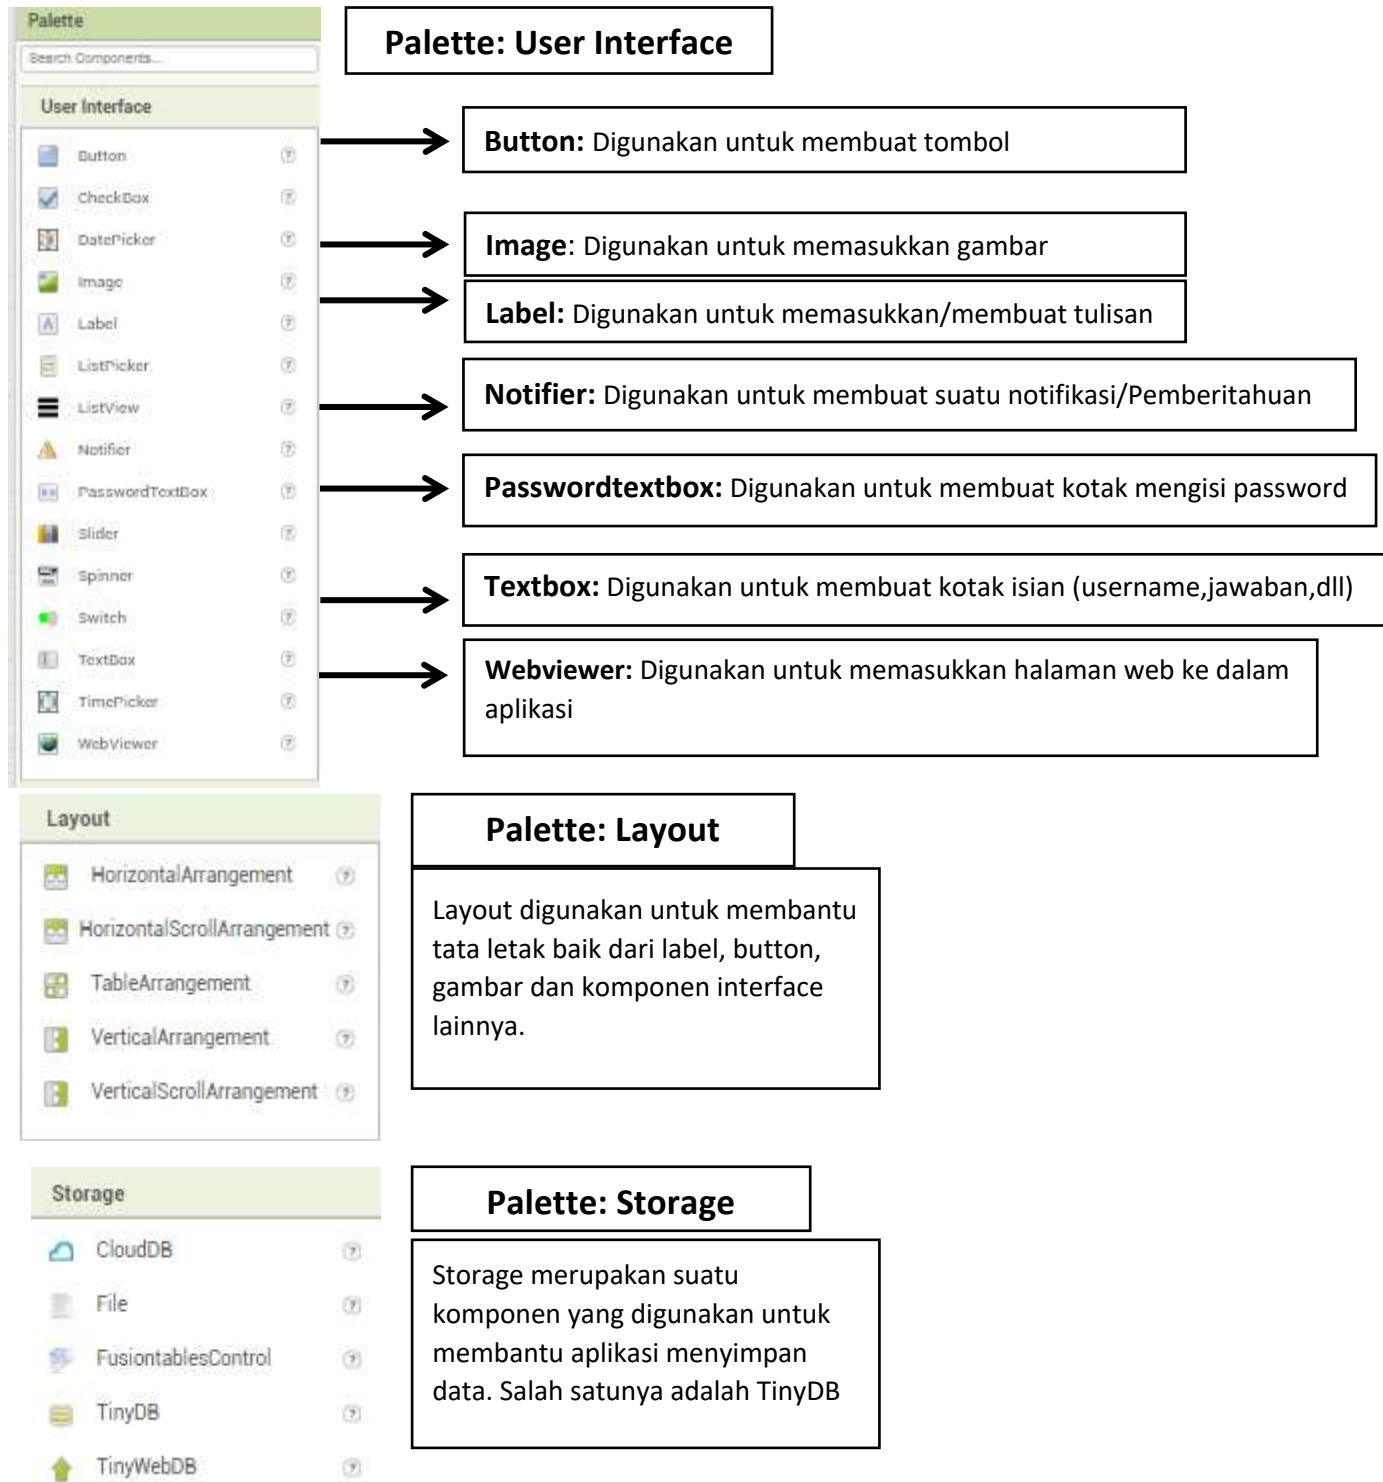 Palette
Search Components...
User Interface
Button
CheckBox
DatePicker
Image
Label
ListPicker
ListView
Notifier
PasswordTextBox
Slider
Spinner
Switch
TextBox
TimePicker
WebViewer
Palette: User Interface
Button: Digunakan untuk membuat tombol
Image: Digunakan untuk memasukkan gambar
Label: Digunakan untuk memasukkan/membuat tulisan
Notifier: Digunakan untuk membuat suatu notifikasi/Pemberitahuan
Passwordtextbox: Digunakan untuk membuat kotak mengisi password
Textbox: Digunakan untuk membuat kotak isian (username,jawaban,dll)
Webviewer: Digunakan untuk memasukkan halaman web ke dalam
aplikasi
Layout
HorizontalArrangement
HorizontalScrollArrangement
TableArrangement
VerticalArrangement
VerticalScrollArrangement
Palette: Layout
Layout digunakan untuk membantu
tata letak baik dari label, button,
gambar dan komponen interface
lainnya.
Storage
CloudDB
File
FusiontablesControl
TinyDB
TinyWebDB
Palette: Storage
Storage merupakan suatu
komponen yang digunakan untuk
membantu aplikasi menyimpan
data. Salah satunya adalah TinyDB